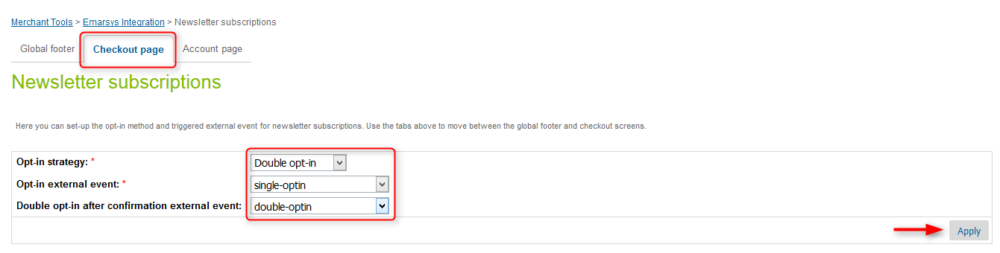 Merchant Tools > Emarsys Integration > Newsletter subscriptions
Global footer Checkout page Account page
Newsletter subscriptions
Here you can set-up the opt-in method and triggered external event for newsletter subscriptions. Use the tabs above to move between the global footer and checkout screens.
Opt-in strategy: * Double opt-in
Opt-in external event: * single-optin
Double opt-in after confirmation external event: double-optin
Apply